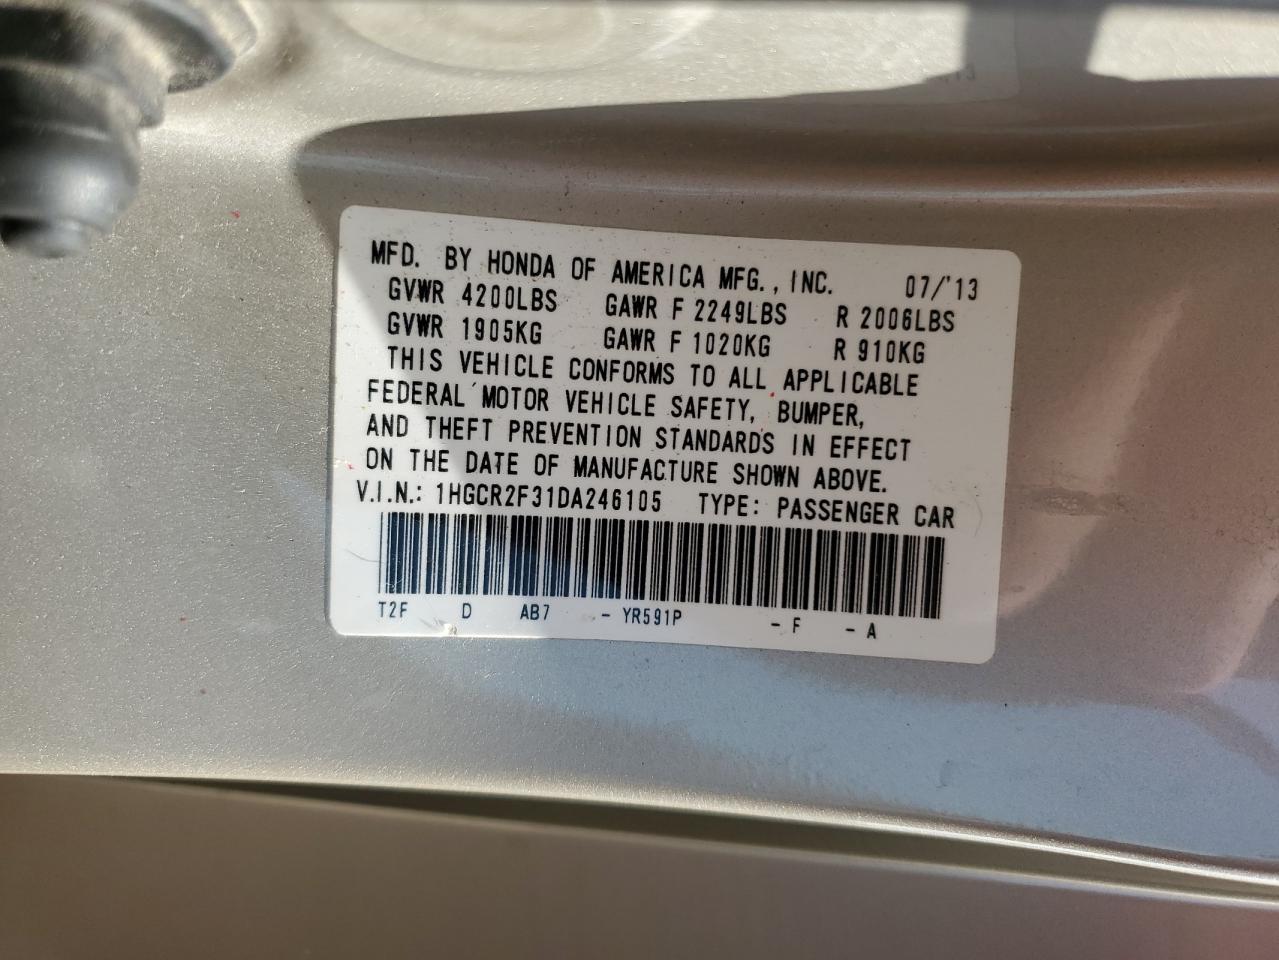 MFD. BY HONDA OF AMERICA MFG., INC. 07/'13
GVWR 4200LBS GAWR F 2249LBS R 2006LBS
GVWR 1905KG GAWR F 1020KG R 910KG
THIS VEHICLE CONFORMS TO ALL APPLICABLE
FEDERAL MOTOR VEHICLE SAFETY, BUMPER,
AND THEFT PREVENTION STANDARDS IN EFFECT
ON THE DATE OF MANUFACTURE SHOWN ABOVE.
V.I.N.: 1HGCR2F31DA246105 TYPE: PASSENGER CAR
T2F D AB7 - YR591P - F - A